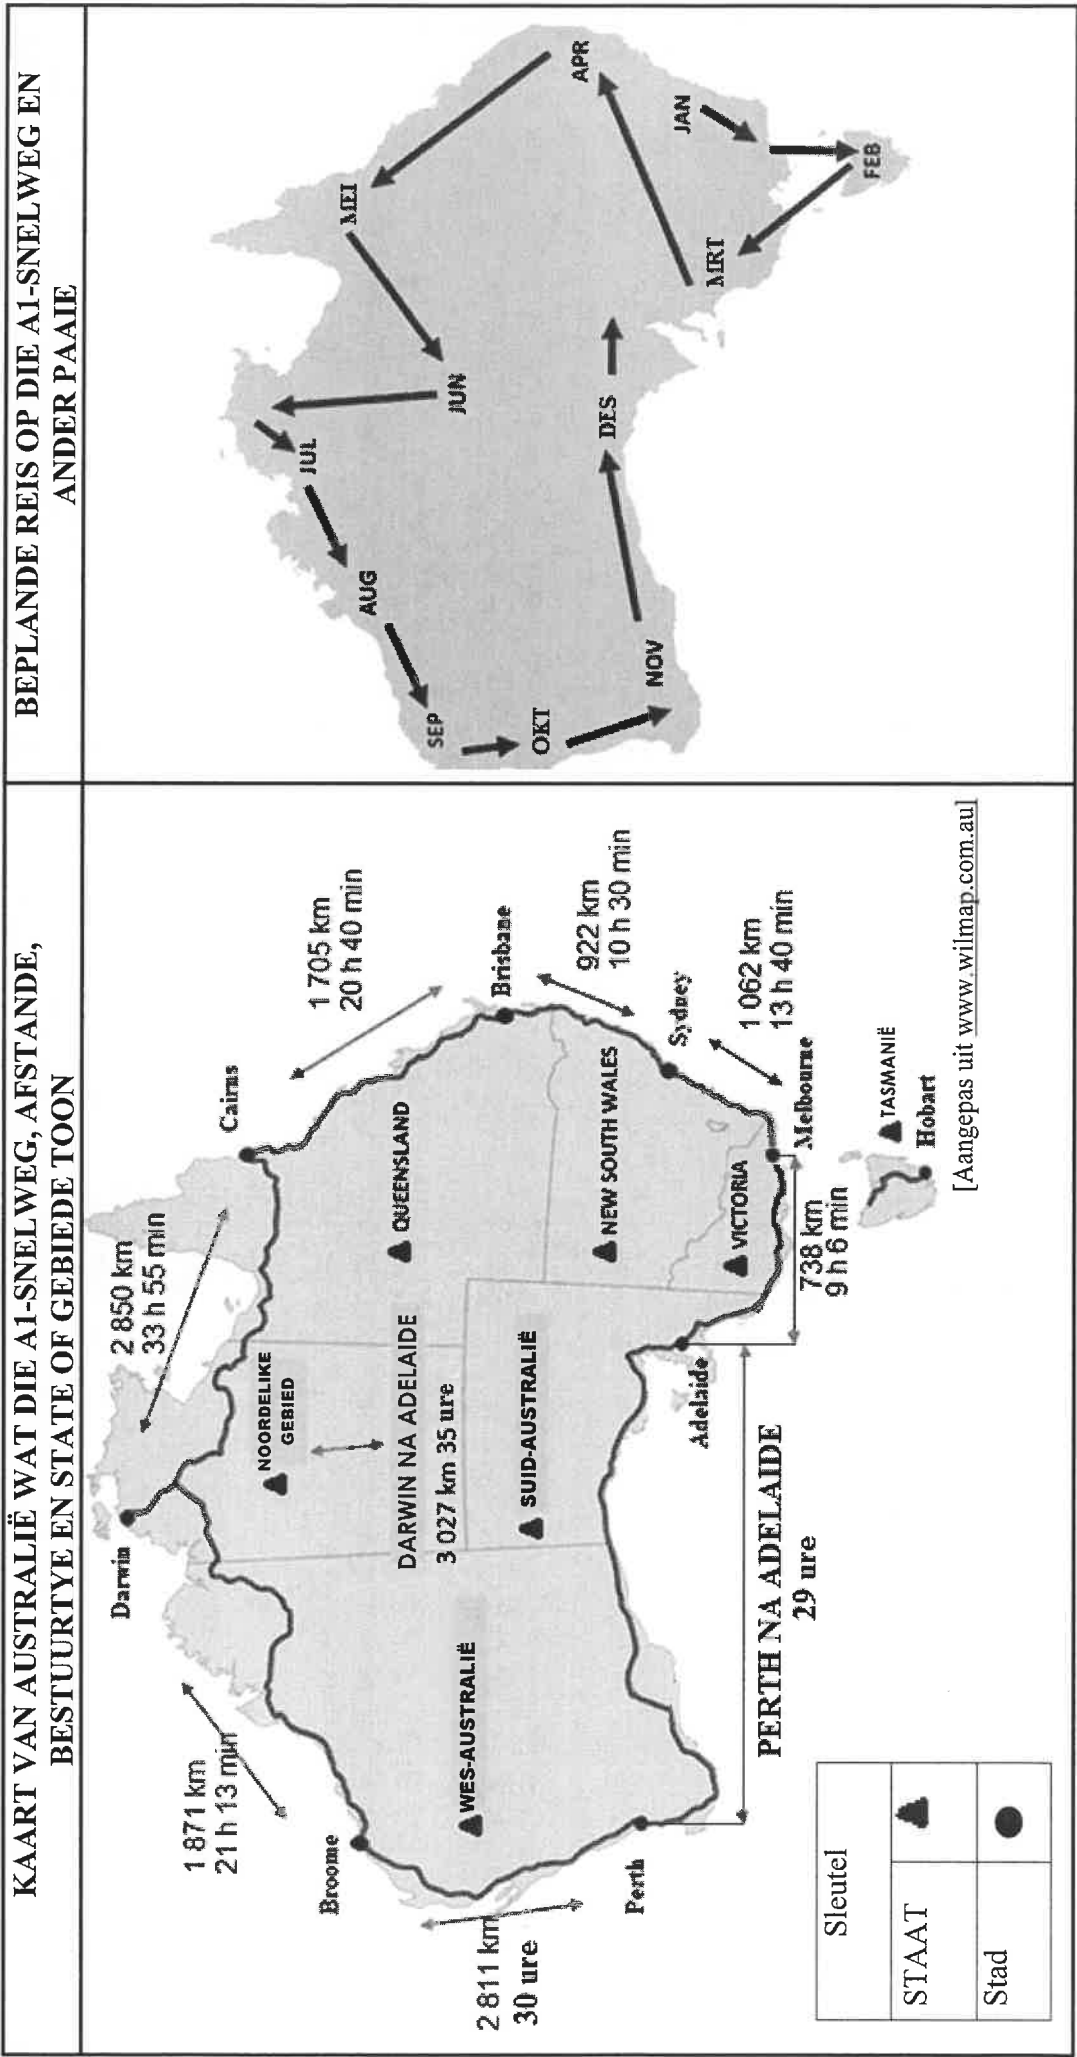 KAART VAN AUSTRALIË WAT DIE A1-SNELWEG, AFSTANDE,
BESTUURTYE EN STATE OF GEBIEDE TOON
Darwin
2 850 km
33 h 55 min
Cairns
1 705 km
20 h 40 min
1 871 km
21 h 13 min
NOORDELIKE
GEBIED
QUEENSLAND
Broome
DARWIN NA ADELAIDE
3 027 km 35 ure
Brisbane
WES-AUSTRALIË
SUID-AUSTRALIË
NEW SOUTH WALES
922 km
10 h 30 min
2 811 km
30 ure
Perth
Adelaide
VICTORIA
Sydney
1 062 km
13 h 40 min
Melbourne
738 km
9 h 6 min
PERTH NA ADELAIDE
29 ure
TASMANIË
Hobart
Sleutel
STAAT
Stad
[Aangepas uit www.wilmap.com.au]
BEPLANDE REIS OP DIE A1-SNELWEG EN
ANDER PAAIE
JAN
FEB
MRT
APR
MEI
JUN
JUL
AUG
SEP
OKT
NOV
DES